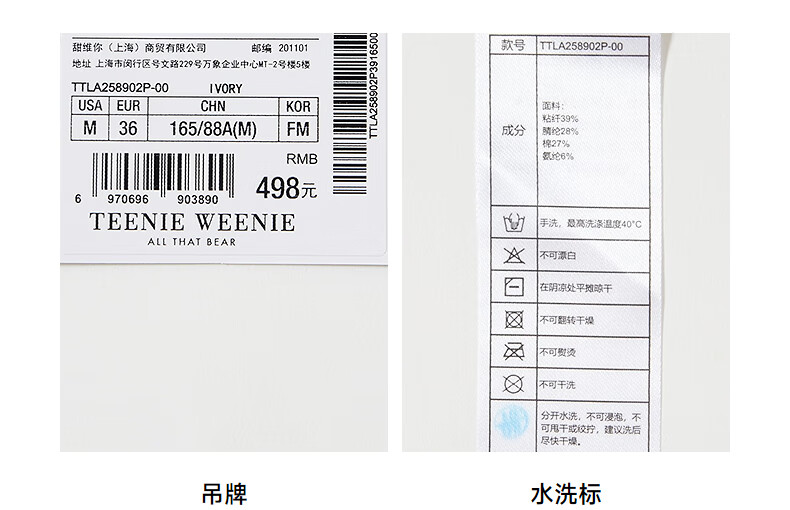 甜维你（上海）商贸有限公司 邮编 201101
地址 上海市闵行区号文路229号万象企业中心MT-2号楼5楼
TTLA258902P-00 IVORY
USA EUR CHN KOR
M 36 165/88A(M) FM
RMB
498元
6 970696 903890
TEENIE WEENIE
ALL THAT BEAR
TTLA258902P3916500
吊牌
款号 TTLA258902P-00
成分
面料:
粘纤39%
腈纶28%
棉27%
氨纶6%
手洗，最高洗涤温度40°C
不可漂白
在阴凉处平摊晾干
不可翻转干燥
不可熨烫
不可干洗
分开水洗，不可浸泡，不
可甩干或绞拧，建议洗后
尽快干燥。
水洗标